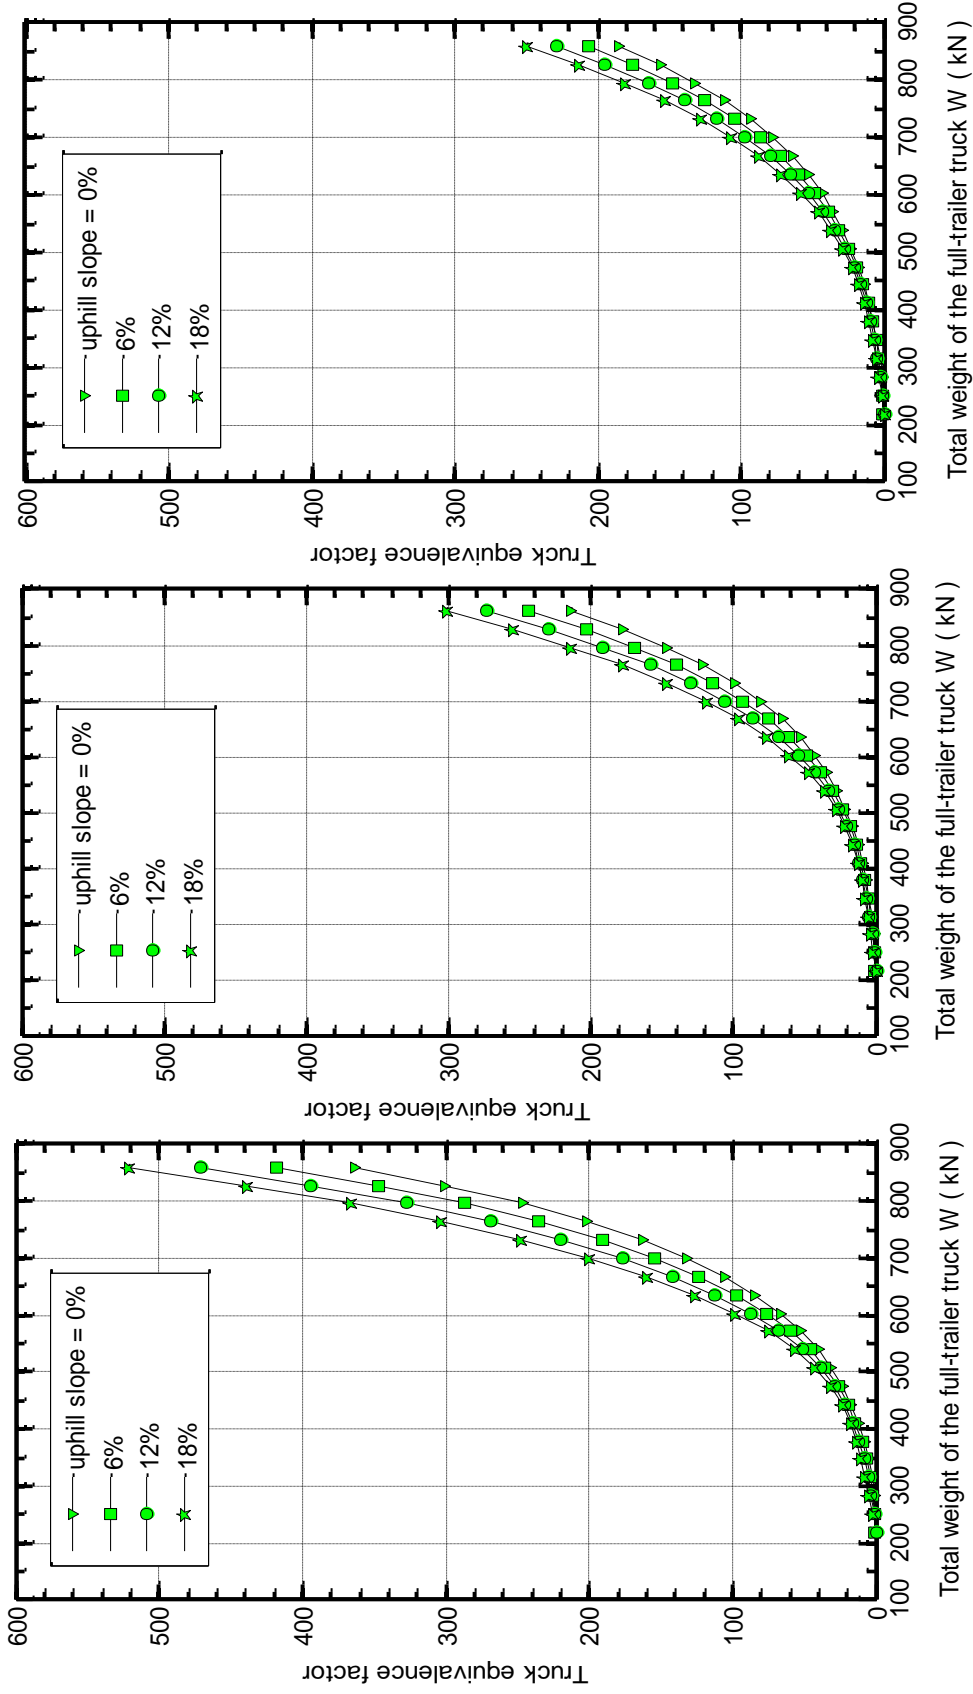 Truck equivalence factor
600
500
400
300
200
100
0
uphill slope = 0%
6%
12%
18%
100 200 300 400 500 600 700 800 900
Total weight of the full-trailer truck W ( kN)
Truck equivalence factor
600
500
400
300
200
100
0
uphill slope = 0%
6%
12%
18%
100 200 300 400 500 600 700 800 900
Total weight of the full-trailer truck W ( kN)
Truck equivalence factor
600
500
400
300
200
100
0
uphill slope = 0%
6%
12%
18%
100 200 300 400 500 600 700 800 900
Total weight of the full-trailer truck W ( kN)